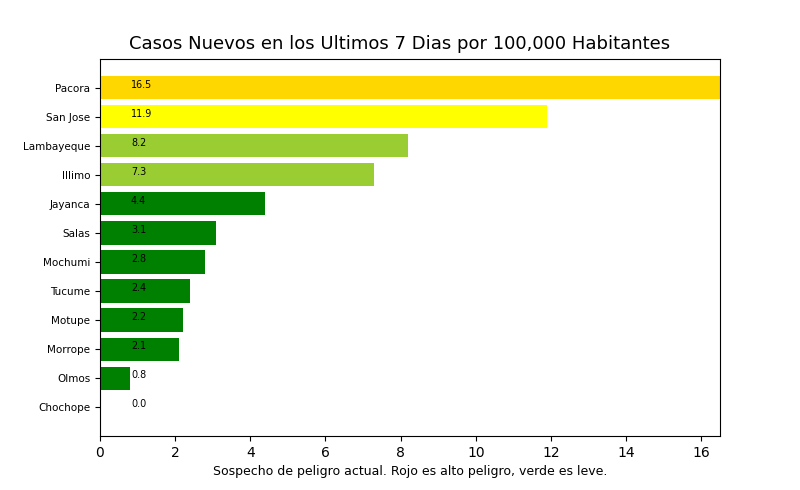 Casos Nuevos en los Ultimos 7 Dias por 100,000 Habitantes
Pacora 16.5
San Jose 11.9
Lambayeque 8.2
Illimo 7.3
Jayanca 4.4
Salas 3.1
Mochumi 2.8
Tucume 2.4
Motupe 2.2
Morrope 2.1
Olmos 0.8
Chochope 0.0
0 2 4 6 8 10 12 14 16
Sospecho de peligro actual. Rojo es alto peligro, verde es leve.